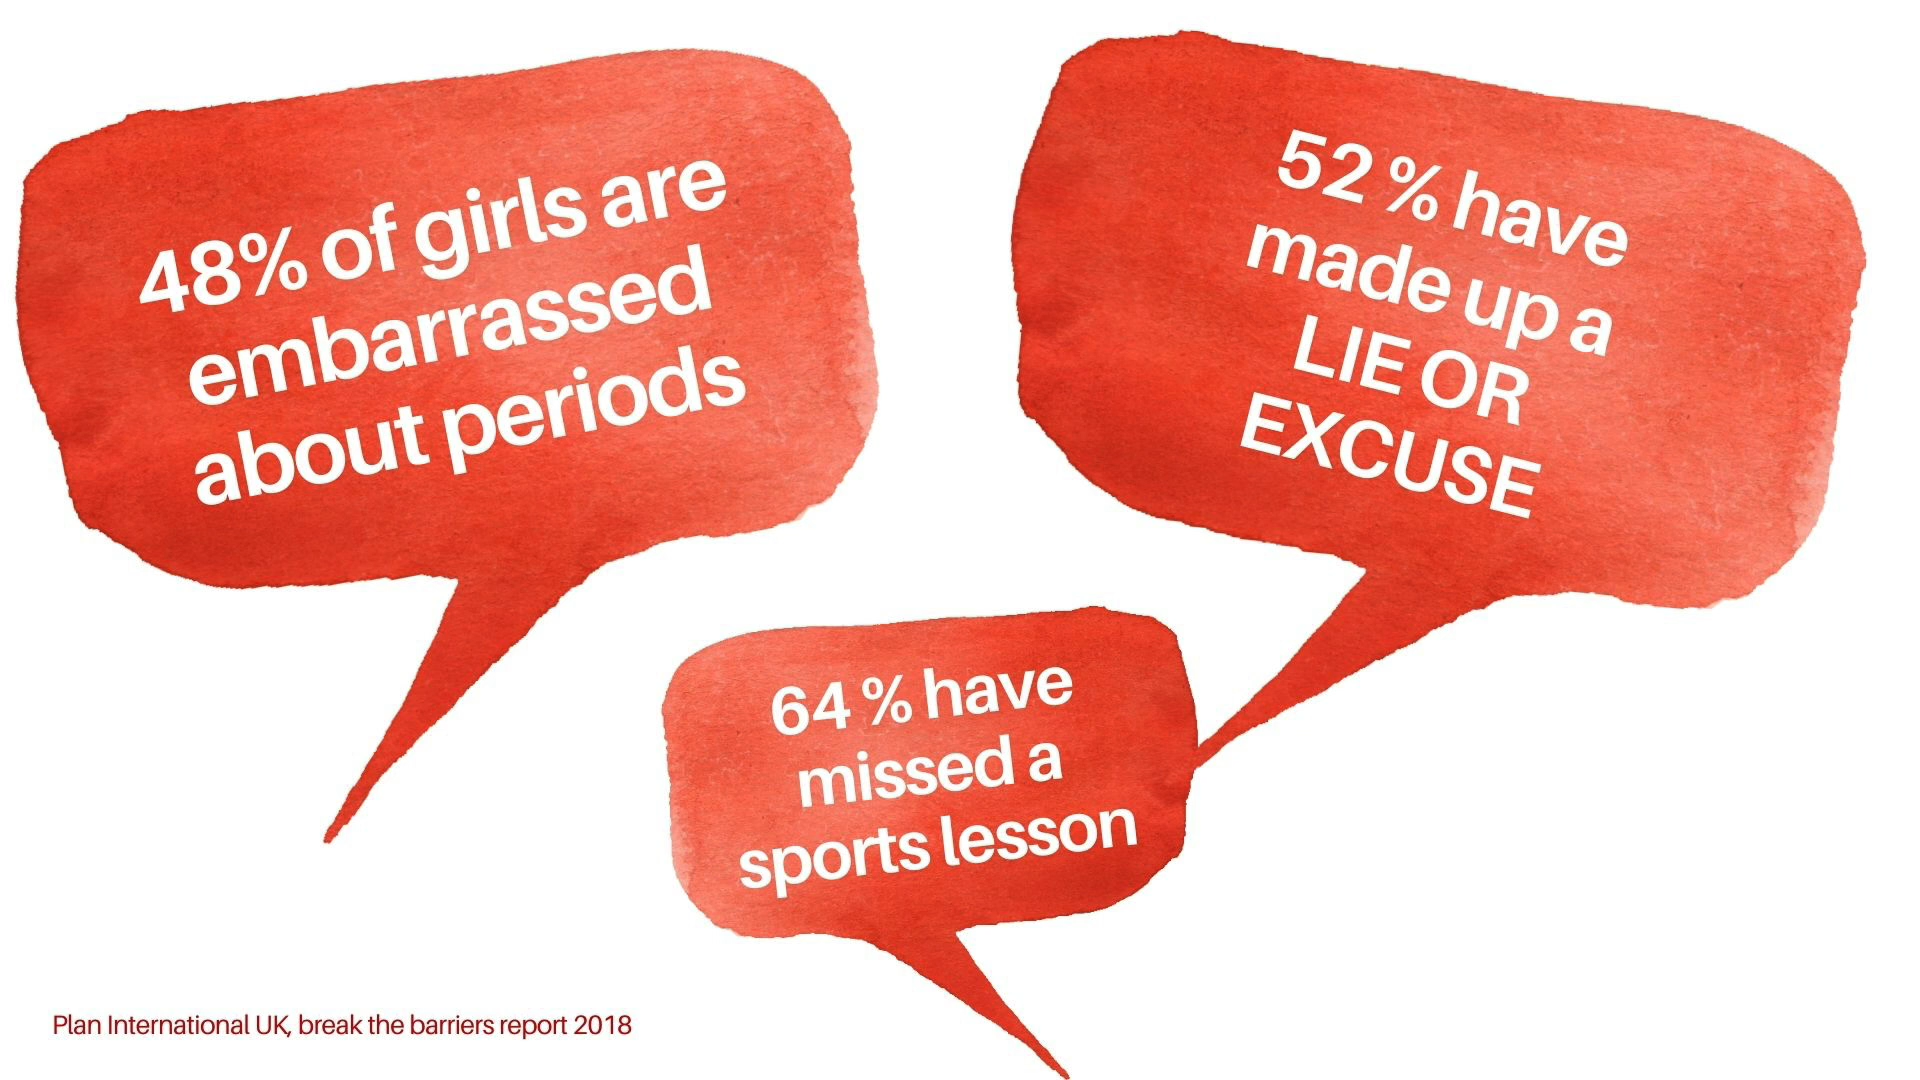 48% of girls are
embarrassed
about periods
52 % have
made up a
LIE OR
EXCUSE
64 % have
missed a
sports lesson
Plan International UK, break the barriers report 2018